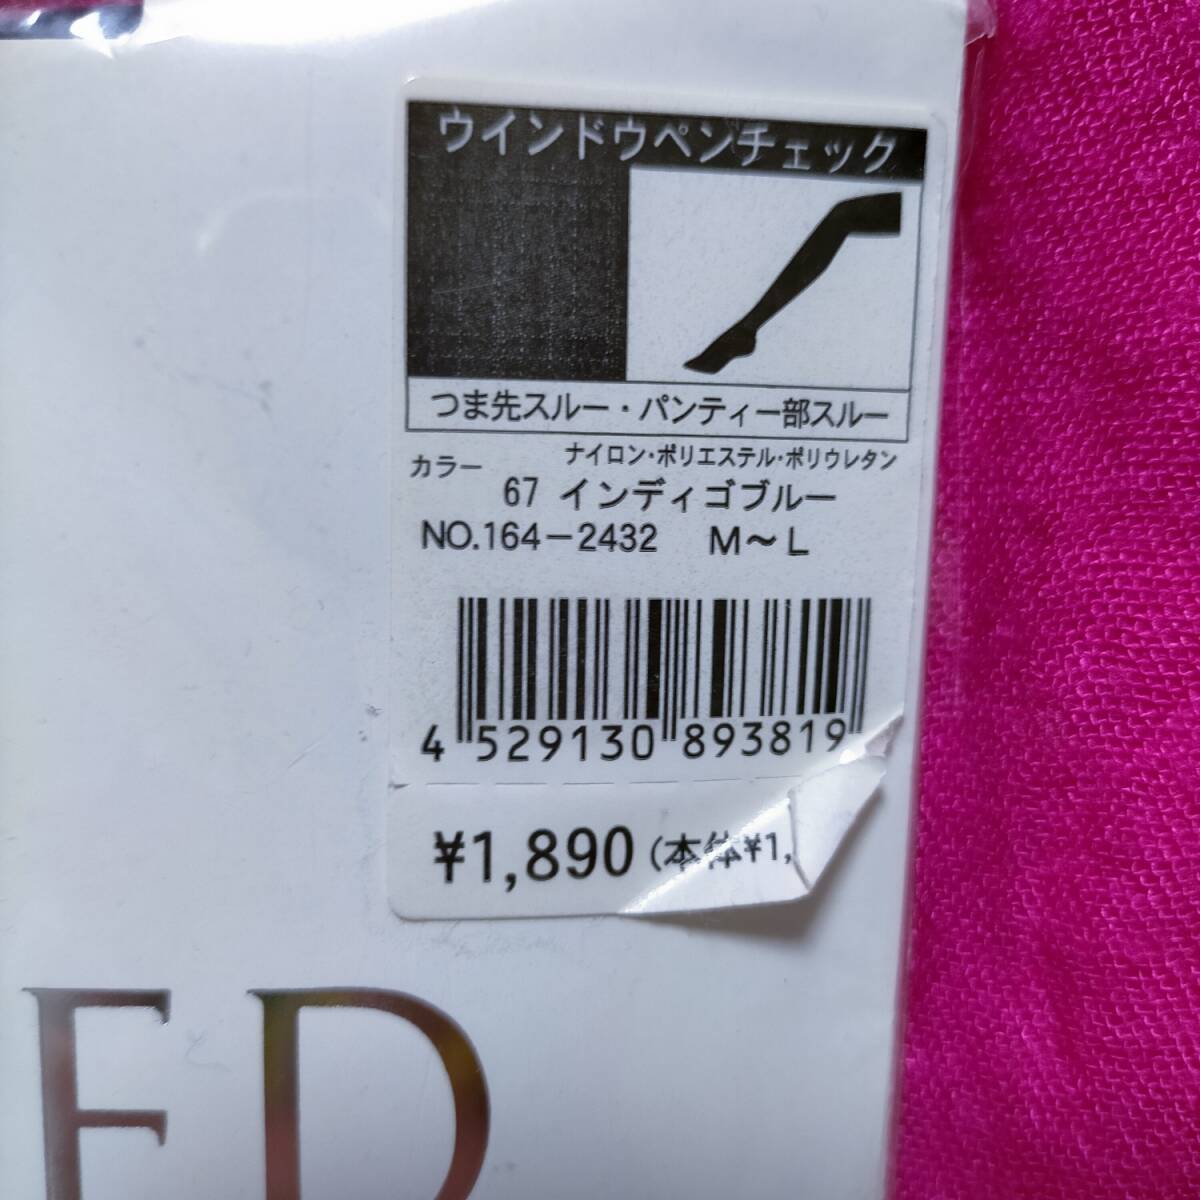 ウインドウペンチェック
つま先スルー・パンティー部スルー
ナイロン・ポリエステル・ポリウレタン
カラー 67 インディゴブルー
NO.164-2432 M〜L
4 529130 893819
¥1,890 (本体¥1,
ED